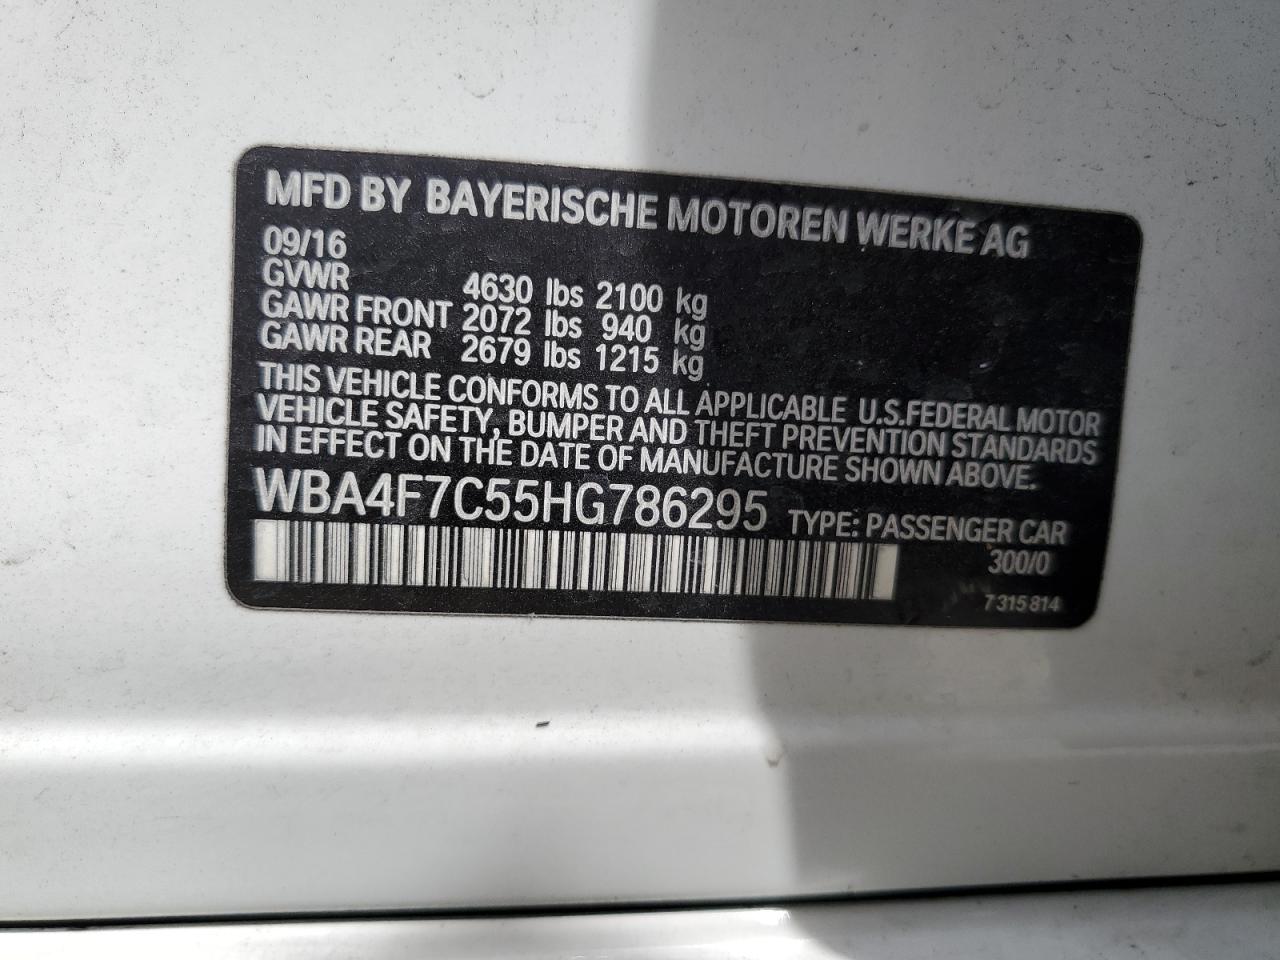 MFD BY BAYERISCHE MOTOREN WERKE AG
09/16
GVWR 4630 lbs 2100 kg
GAWR FRONT 2072 lbs 940 kg
GAWR REAR 2679 lbs 1215 kg
THIS VEHICLE CONFORMS TO ALL APPLICABLE U.S.FEDERAL MOTOR
VEHICLE SAFETY, BUMPER AND THEFT PREVENTION STANDARDS
IN EFFECT ON THE DATE OF MANUFACTURE SHOWN ABOVE.
WBA4F7C55HG786295 TYPE: PASSENGER CAR
300/0
7315814